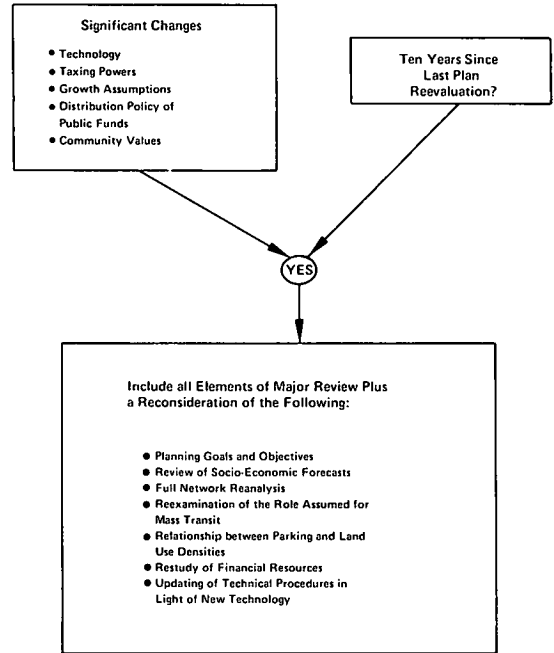 Significant Changes
● Technology
● Taxing Powers
● Growth Assumptions
● Distribution Policy of
Public Funds
● Community Values
Ten Years Since
Last Plan
Reevaluation?
YES
Include all Elements of Major Review Plus
a Reconsideration of the Following:
● Planning Goals and Objectives
● Review of Socio-Economic Forecasts
● Full Network Reanalysis
● Reexamination of the Role Assumed for
Mass Transit
● Relationship between Parking and Land
Use Densities
● Restudy of Financial Resources
● Updating of Technical Procedures in
Light of New Technology